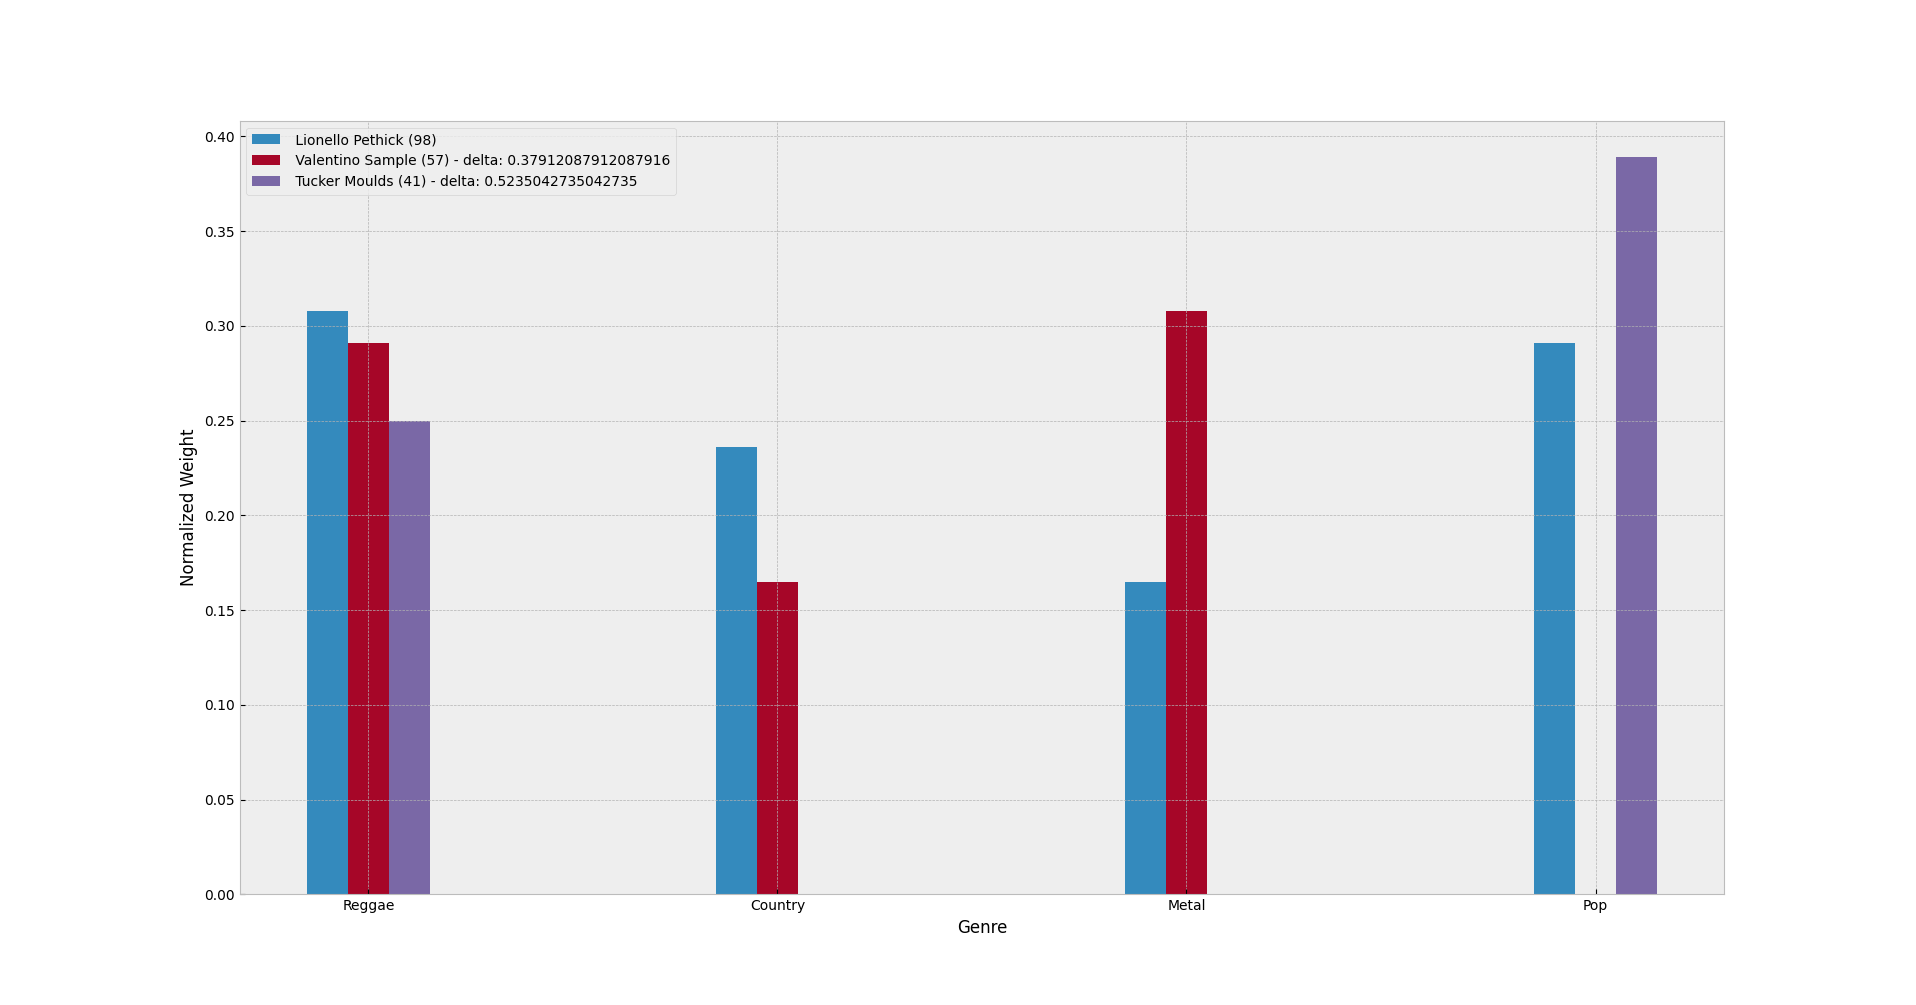 Lionello Pethick (98)
Valentino Sample (57) - delta: 0.37912087912087916
Tucker Moulds (41) - delta: 0.5235042735042735
0.40
0.35
0.30
0.25
0.20
0.15
0.10
0.05
0.00
Normalized Weight
Reggae Country Metal Pop
Genre